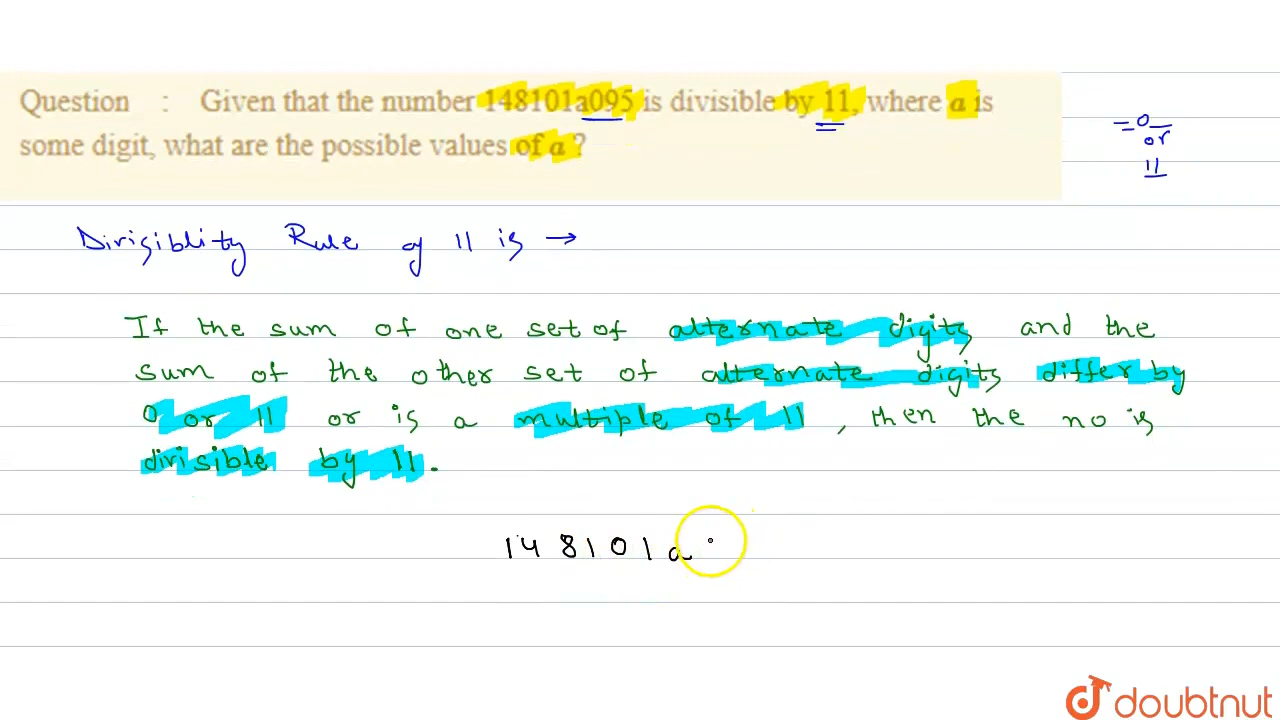 Question : Given that the number 148101a095 is divisible by 11, where a is
some digit, what are the possible values of a ?
= 0
or
11
Divisiblity Rule of 11 is →
If the sum of one set of alternate digits and the
sum of the other set of alternate digits differ by
0 or 11 or is a multiple of 11, then the no is
divisible by 11.
148101a
doubtnut